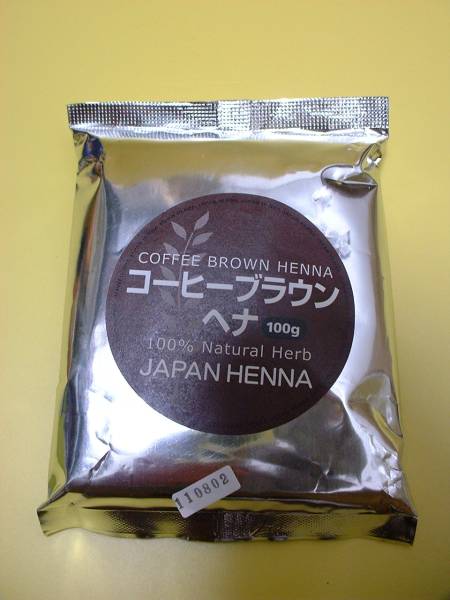 COFFEE BROWN HENNA
コーヒーブラウン
ヘナ 100g
100% Natural Herb
JAPAN HENNA
110802